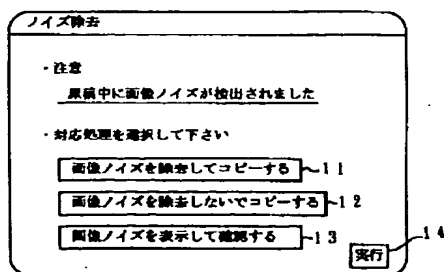 ノイズ除去
・注意
原稿中に画像ノイズが検出されました
・対応処理を選択して下さい
画像ノイズを除去してコピーする 11
画像ノイズを除去しないでコピーする 12
画像ノイズを表示して確認する 13
実行 14